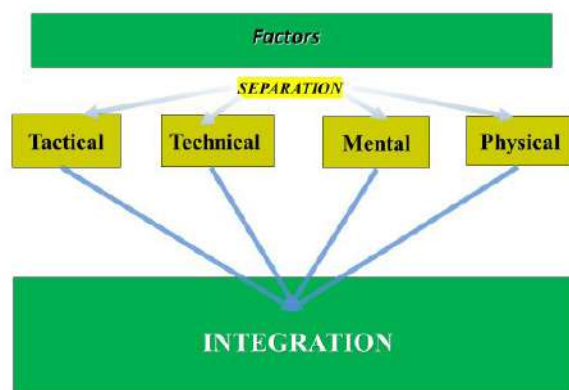 Factors
SEPARATION
Tactical
Technical
Mental
Physical
INTEGRATION